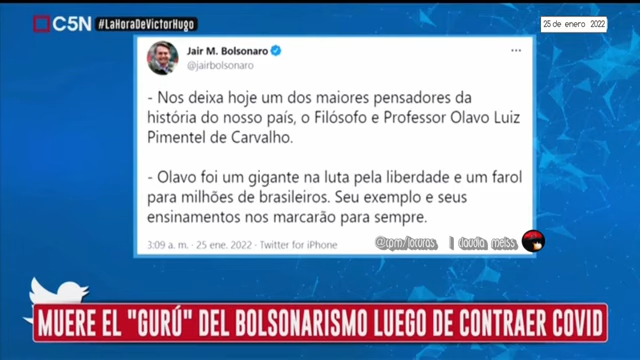 C5N
#LaHoraDeVictorHugo
25 de enero 2022
Jair M. Bolsonaro
@jairbolsonaro
- Nos deixa hoje um dos maiores pensadores da
história do nosso país, o Filósofo e Professor Olavo Luiz
Pimentel de Carvalho.
- Olavo foi um gigante na luta pela liberdade e um farol
para milhões de brasileiros. Seu exemplo e seus
ensinamentos nos marcarão para sempre.
3:09 a. m. · 25 ene. 2022 · Twitter for iPhone
| claudia meiss
MUERE EL "GURÚ" DEL BOLSONARISMO LUEGO DE CONTRAER COVID